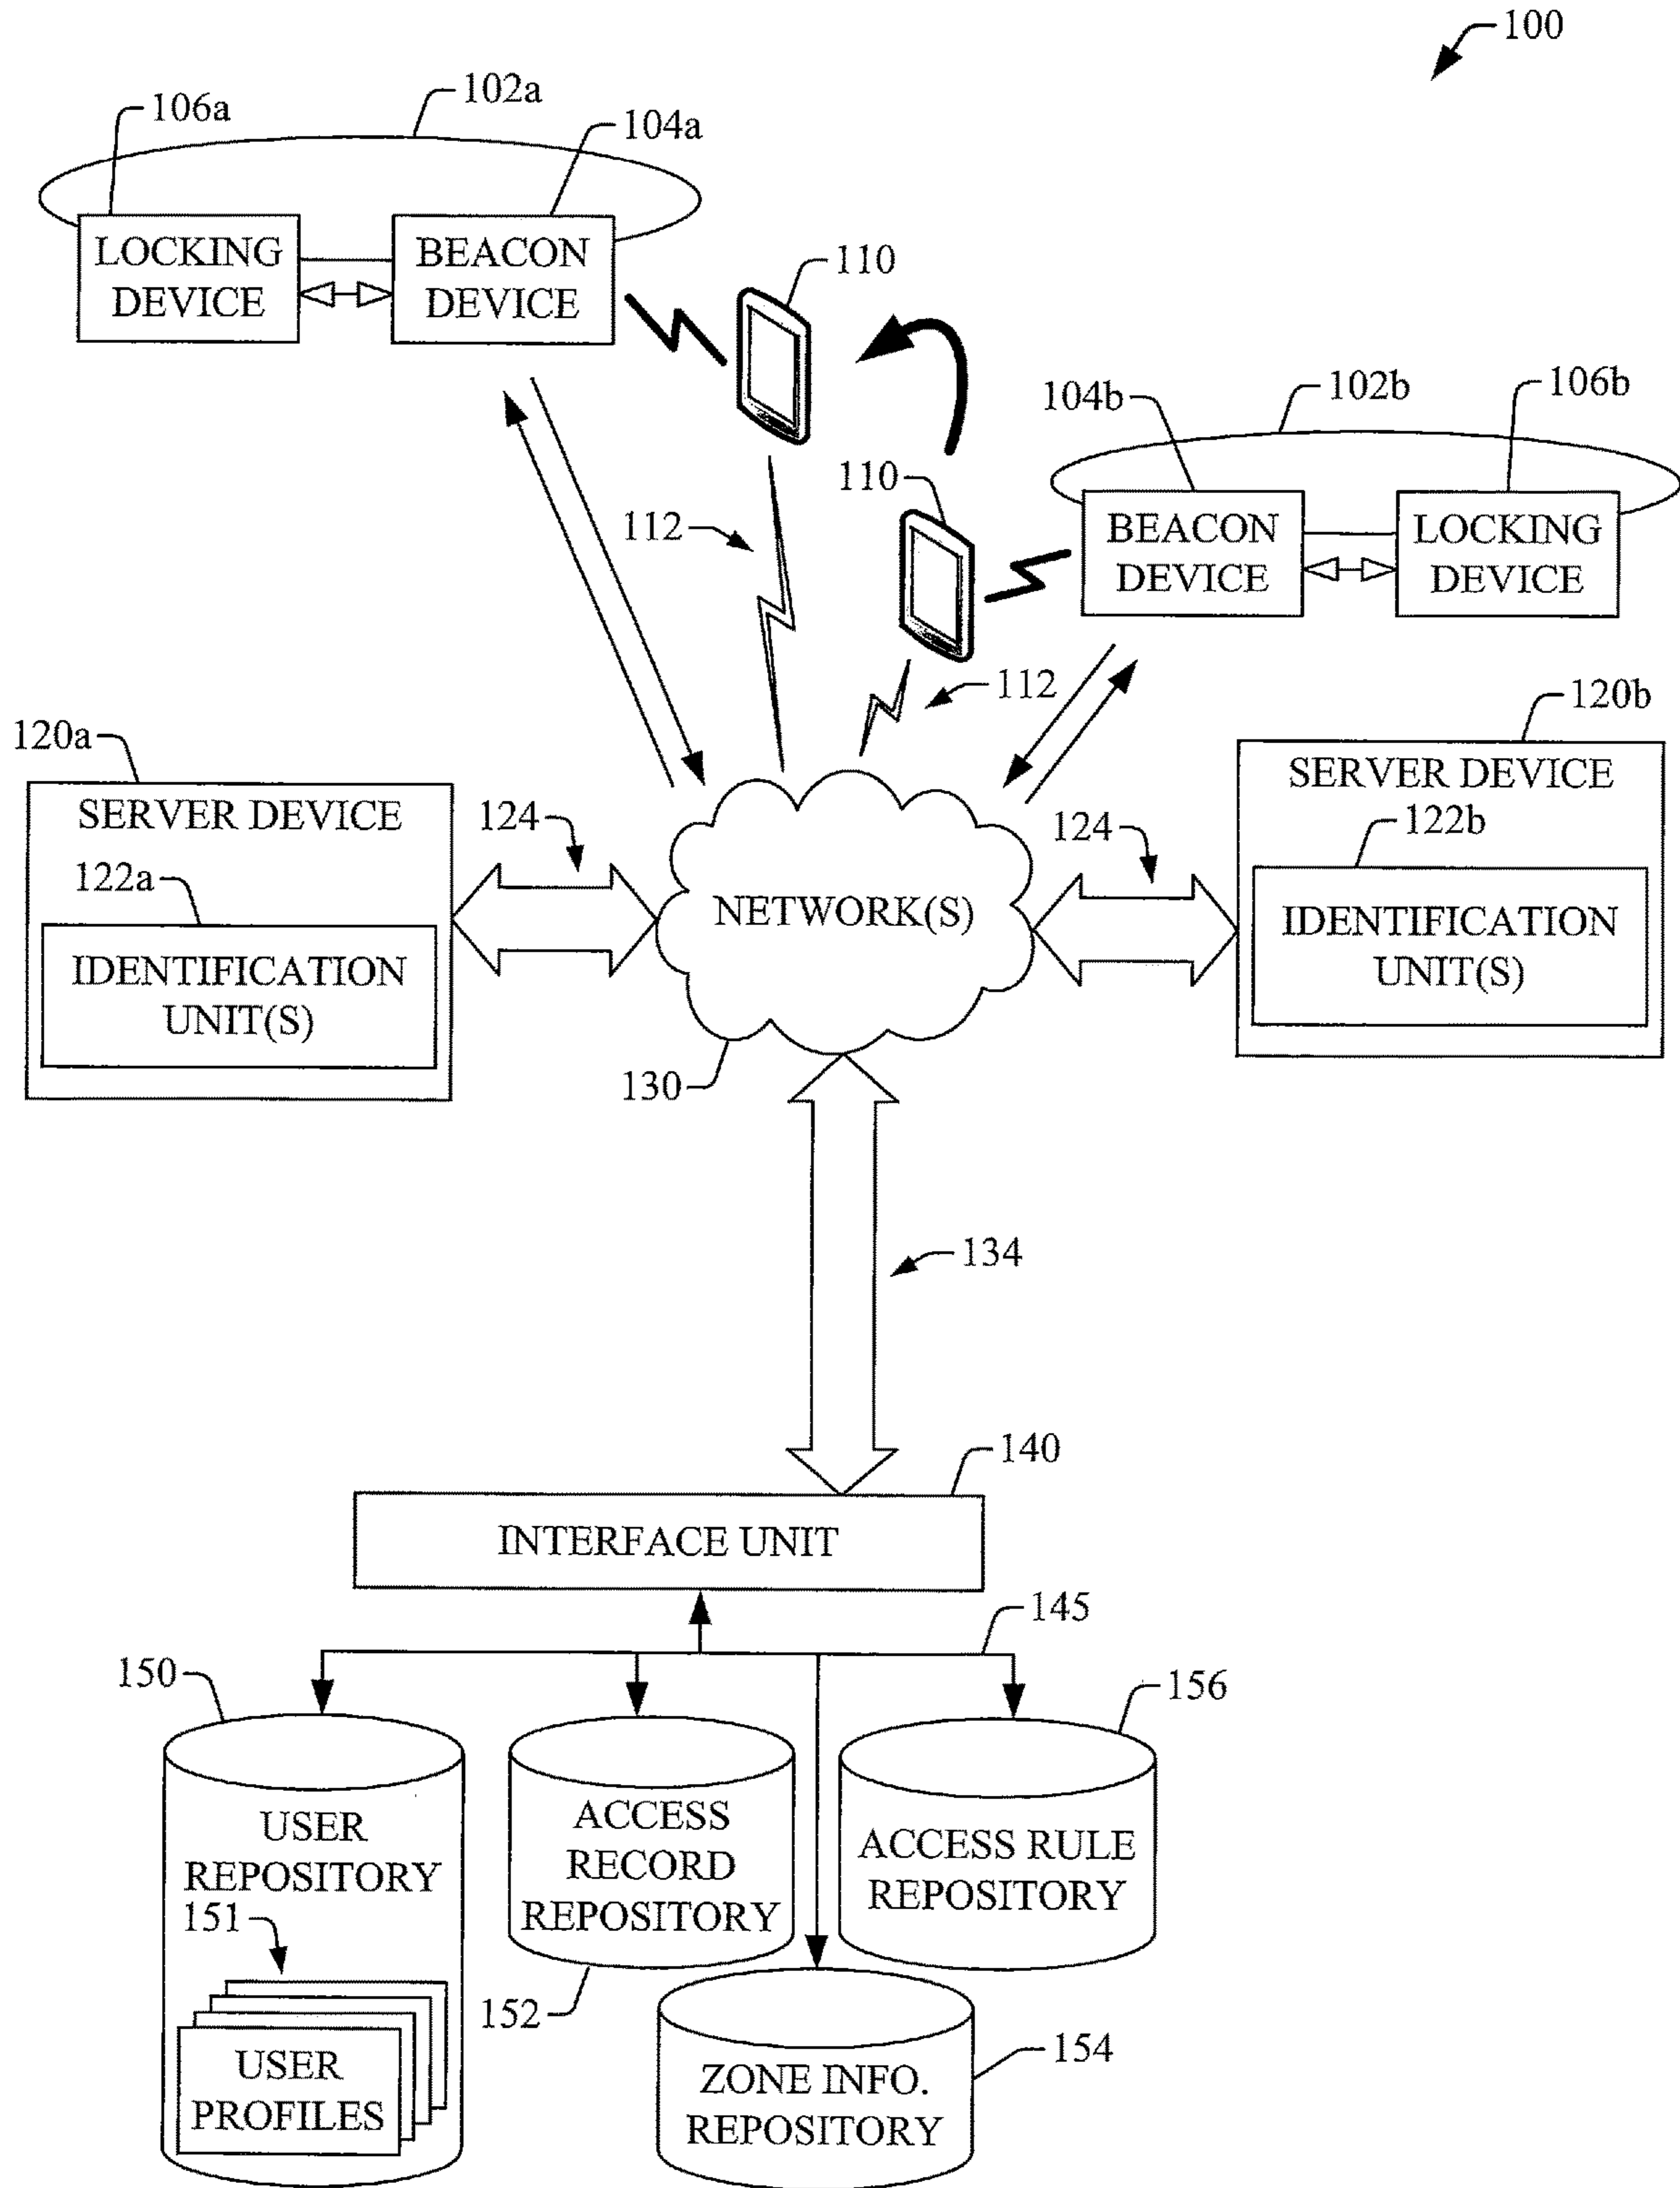 100
102a
106a
104a
LOCKING
DEVICE
BEACON
DEVICE
110
102b
106b
104b
110
BEACON
DEVICE
LOCKING
DEVICE
112
112
120a
SERVER DEVICE
122a
IDENTIFICATION
UNIT(S)
124
NETWORK(S)
130
124
120b
SERVER DEVICE
122b
IDENTIFICATION
UNIT(S)
134
140
INTERFACE UNIT
145
150
USER
REPOSITORY
151
USER
PROFILES
ACCESS
RECORD
REPOSITORY
152
156
ACCESS RULE
REPOSITORY
ZONE INFO.
REPOSITORY
154